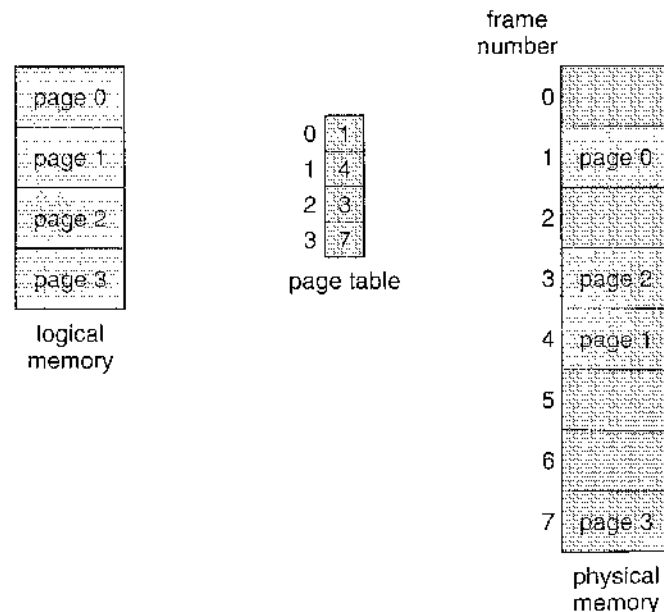 page 0
page 1
page 2
page 3
logical
memory
0 1
1 4
2 3
3 7
page table
frame
number
0
1 page 0
2
3 page 2
4 page 1
5
6
7 page 3
physical
memory